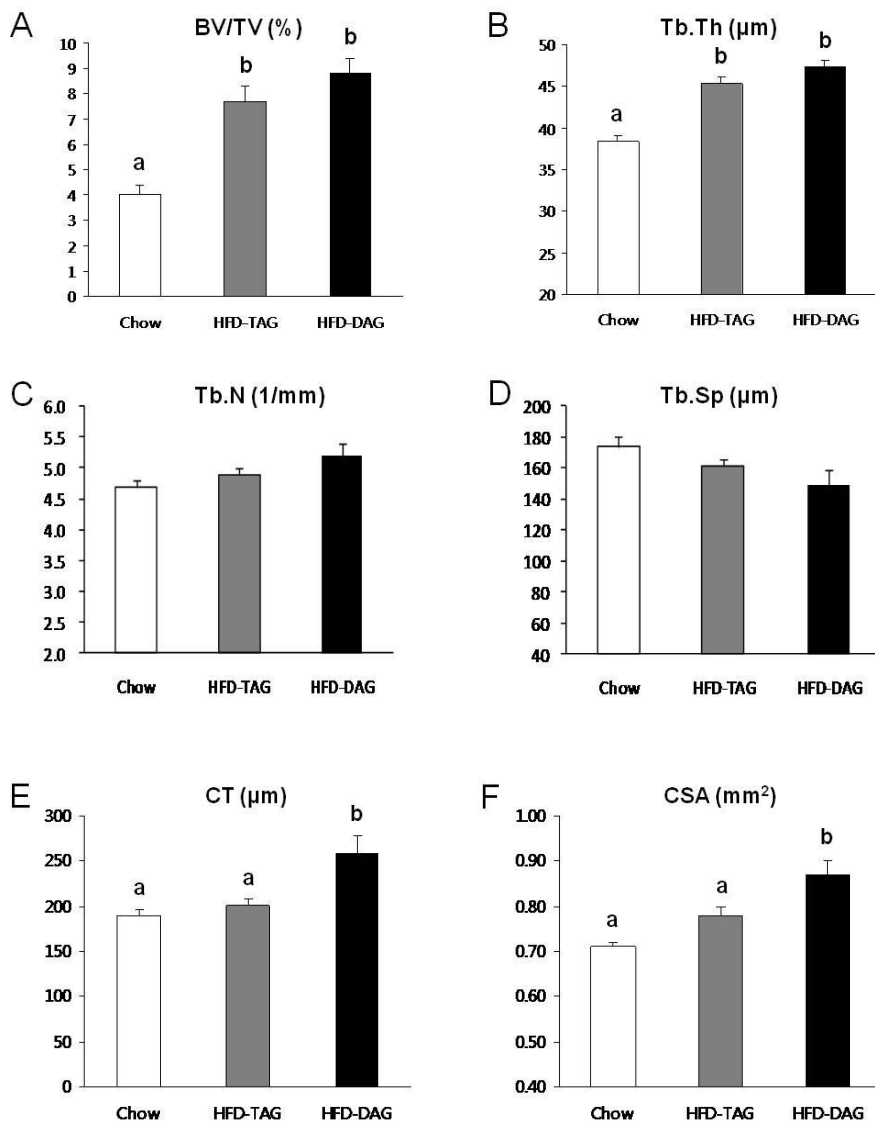 A
BV/TV (%)
10
9
8
7
6
5
4
3
2
1
0
a
b
b
Chow HFD-TAG HFD-DAG
B
Tb.Th (µm)
50
45
40
35
30
25
20
a
b
b
Chow HFD-TAG HFD-DAG
C
Tb.N (1/mm)
6.0
5.5
5.0
4.5
4.0
3.5
3.0
2.5
2.0
Chow HFD-TAG HFD-DAG
D
Tb.Sp (µm)
200
180
160
140
120
100
80
60
40
Chow HFD-TAG HFD-DAG
E
CT (µm)
300
250
200
150
100
50
0
a
a
b
Chow HFD-TAG HFD-DAG
F
CSA (mm²)
1.00
0.90
0.80
0.70
0.60
0.50
0.40
a
a
b
Chow HFD-TAG HFD-DAG